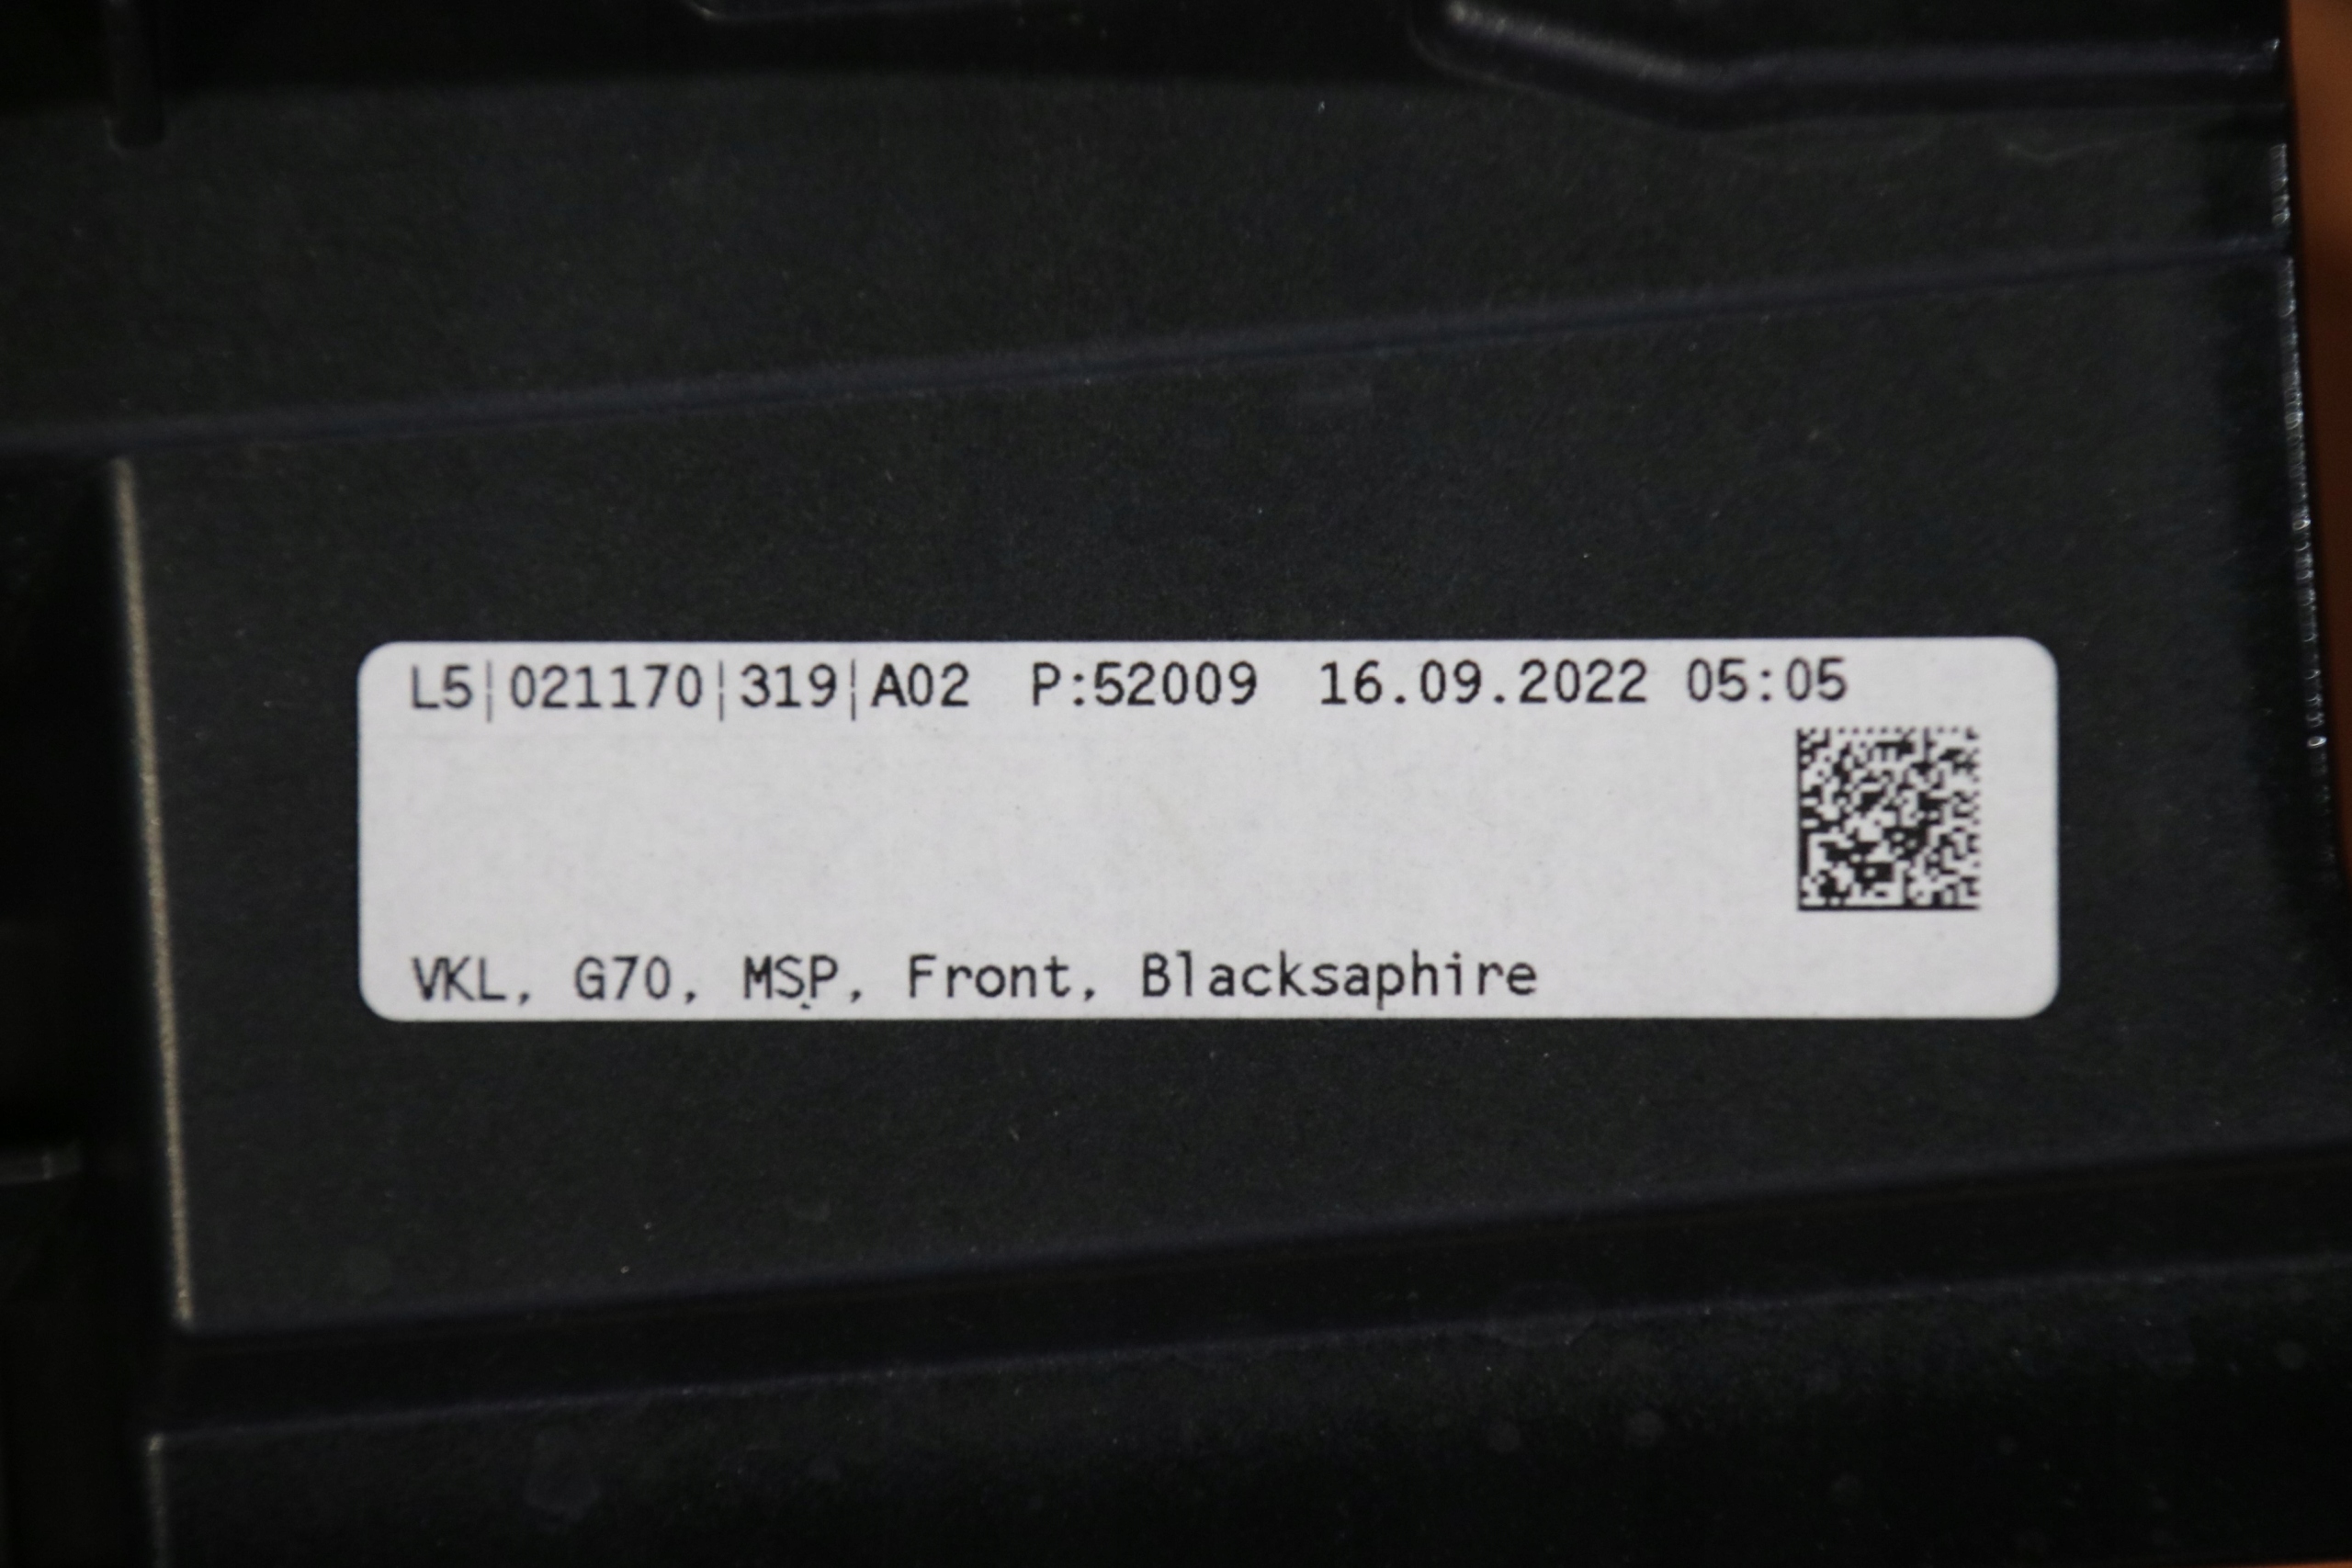 L5|021170|319|A02 P:52009 16.09.2022 05:05
VKL, G70, MSP, Front, Blacksaphire